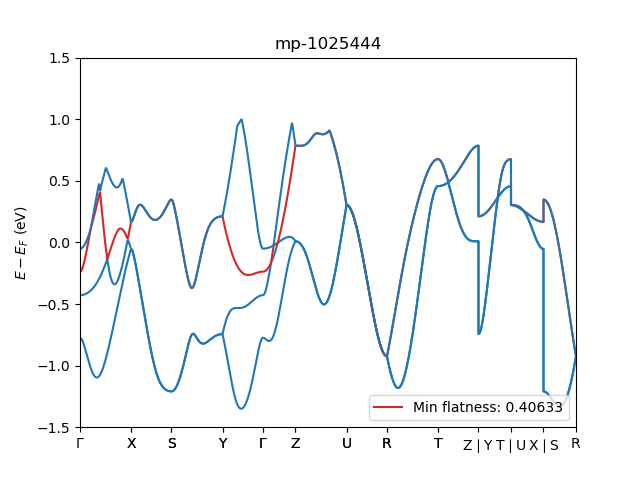 mp-1025444
E − E_F (eV)
1.5
1.0
0.5
0.0
−0.5
−1.0
−1.5
Min flatness: 0.40633
Γ X S Y Γ Z U R T Z | Y T | U X | S R